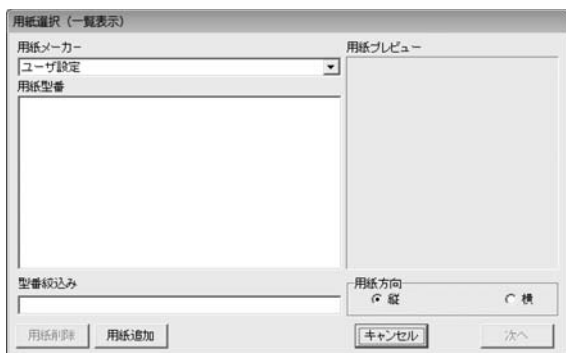 用紙選択 (一覧表示)
用紙メーカー
ユーザ設定
用紙型番
型番絞込み
用紙削除
用紙追加
用紙プレビュー
用紙方向
縦
横
キャンセル
次へ